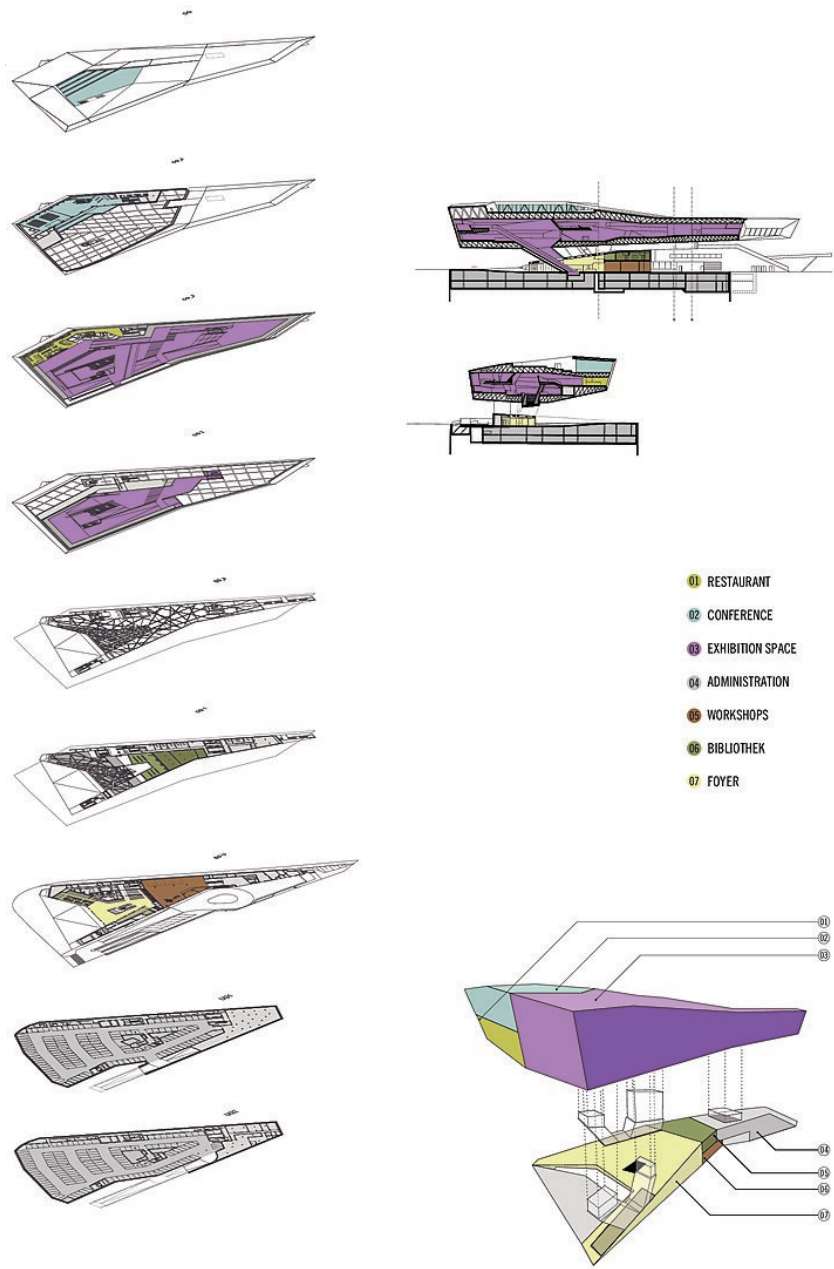 01 RESTAURANT
02 CONFERENCE
03 EXHIBITION SPACE
04 ADMINISTRATION
05 WORKSHOPS
06 BIBLIOTHEK
07 FOYER
01
02
03
04
05
06
07